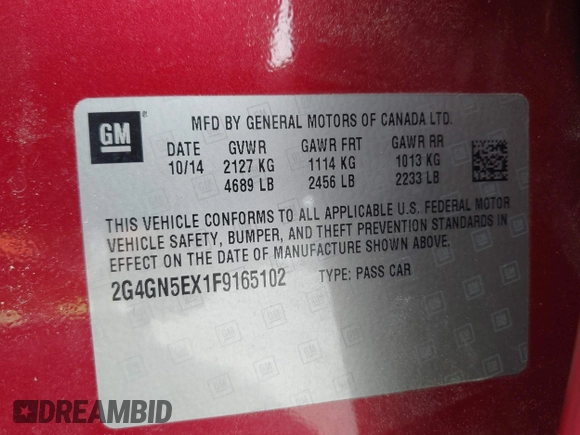 GM ®
MFD BY GENERAL MOTORS OF CANADA LTD.
DATE GVWR GAWR FRT GAWR RR
10/14 2127 KG 1114 KG 1013 KG
4689 LB 2456 LB 2233 LB
THIS VEHICLE CONFORMS TO ALL APPLICABLE U.S. FEDERAL MOTOR
VEHICLE SAFETY, BUMPER, AND THEFT PREVENTION STANDARDS IN
EFFECT ON THE DATE OF MANUFACTURE SHOWN ABOVE.
2G4GN5EX1F9165102 TYPE: PASS CAR
DREAMBID